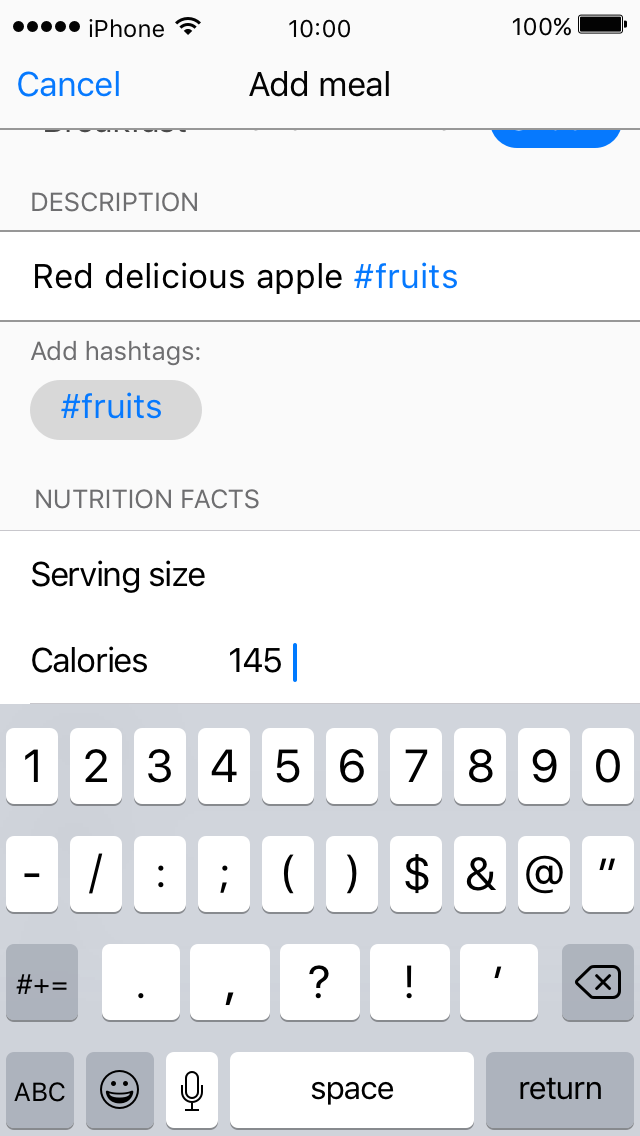 iPhone 10:00 100%
Cancel Add meal
Breakfast
DESCRIPTION
Red delicious apple #fruits
Add hashtags:
#fruits
NUTRITION FACTS
Serving size
Calories 145
1 2 3 4 5 6 7 8 9 0
- / : ; ( ) $ & @ "
#+= . , ? ! '
ABC space return